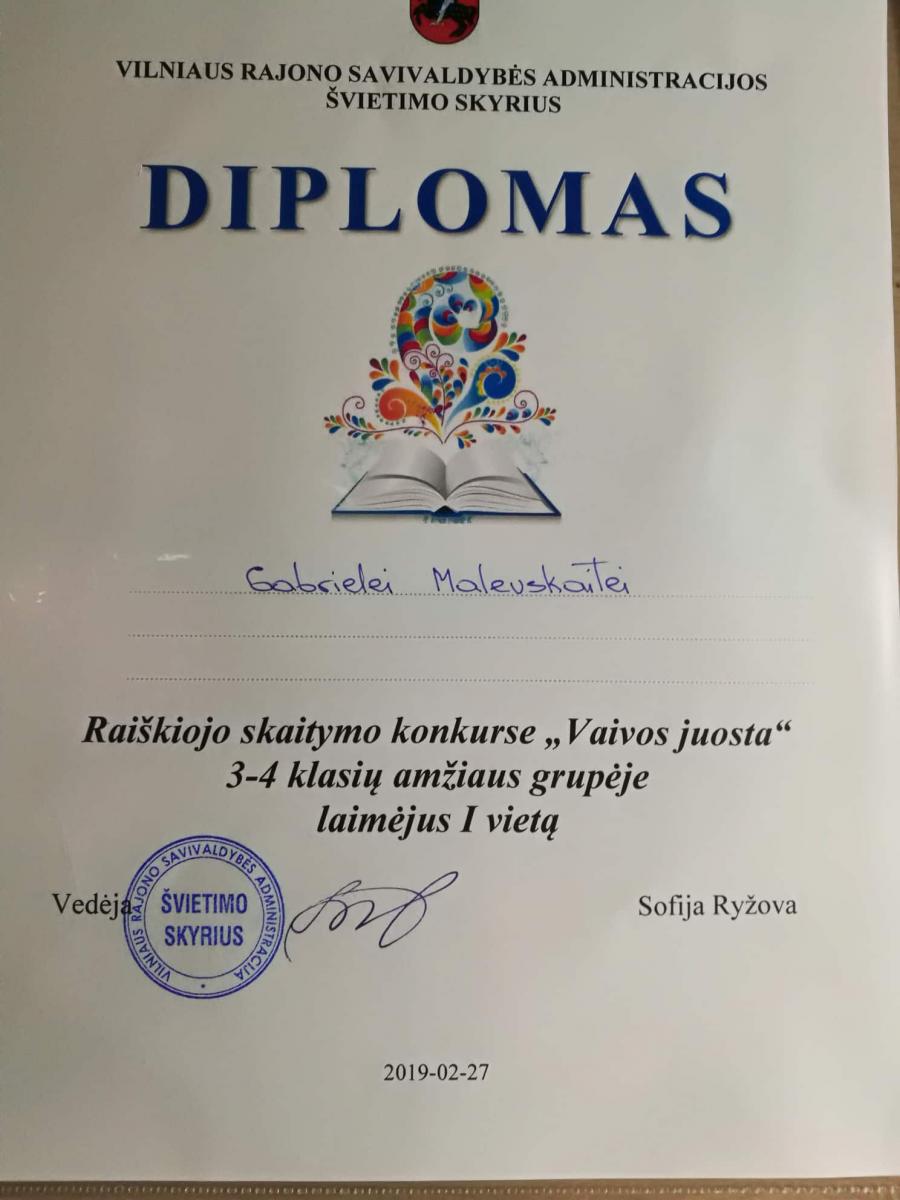 VILNIAUS RAJONO SAVIVALDYBĖS ADMINISTRACIJOS
ŠVIETIMO SKYRIUS
DIPLOMAS
Gabrielei Malevskaitei
Raiškiojo skaitymo konkurse „Vaivos juosta“
3-4 klasių amžiaus grupėje
laimėjus I vietą
Vedėja
VILNIAUS RAJONO SAVIVALDYBĖS ADMINISTRACIJA
ŠVIETIMO
SKYRIUS
Sofija Ryžova
2019-02-27